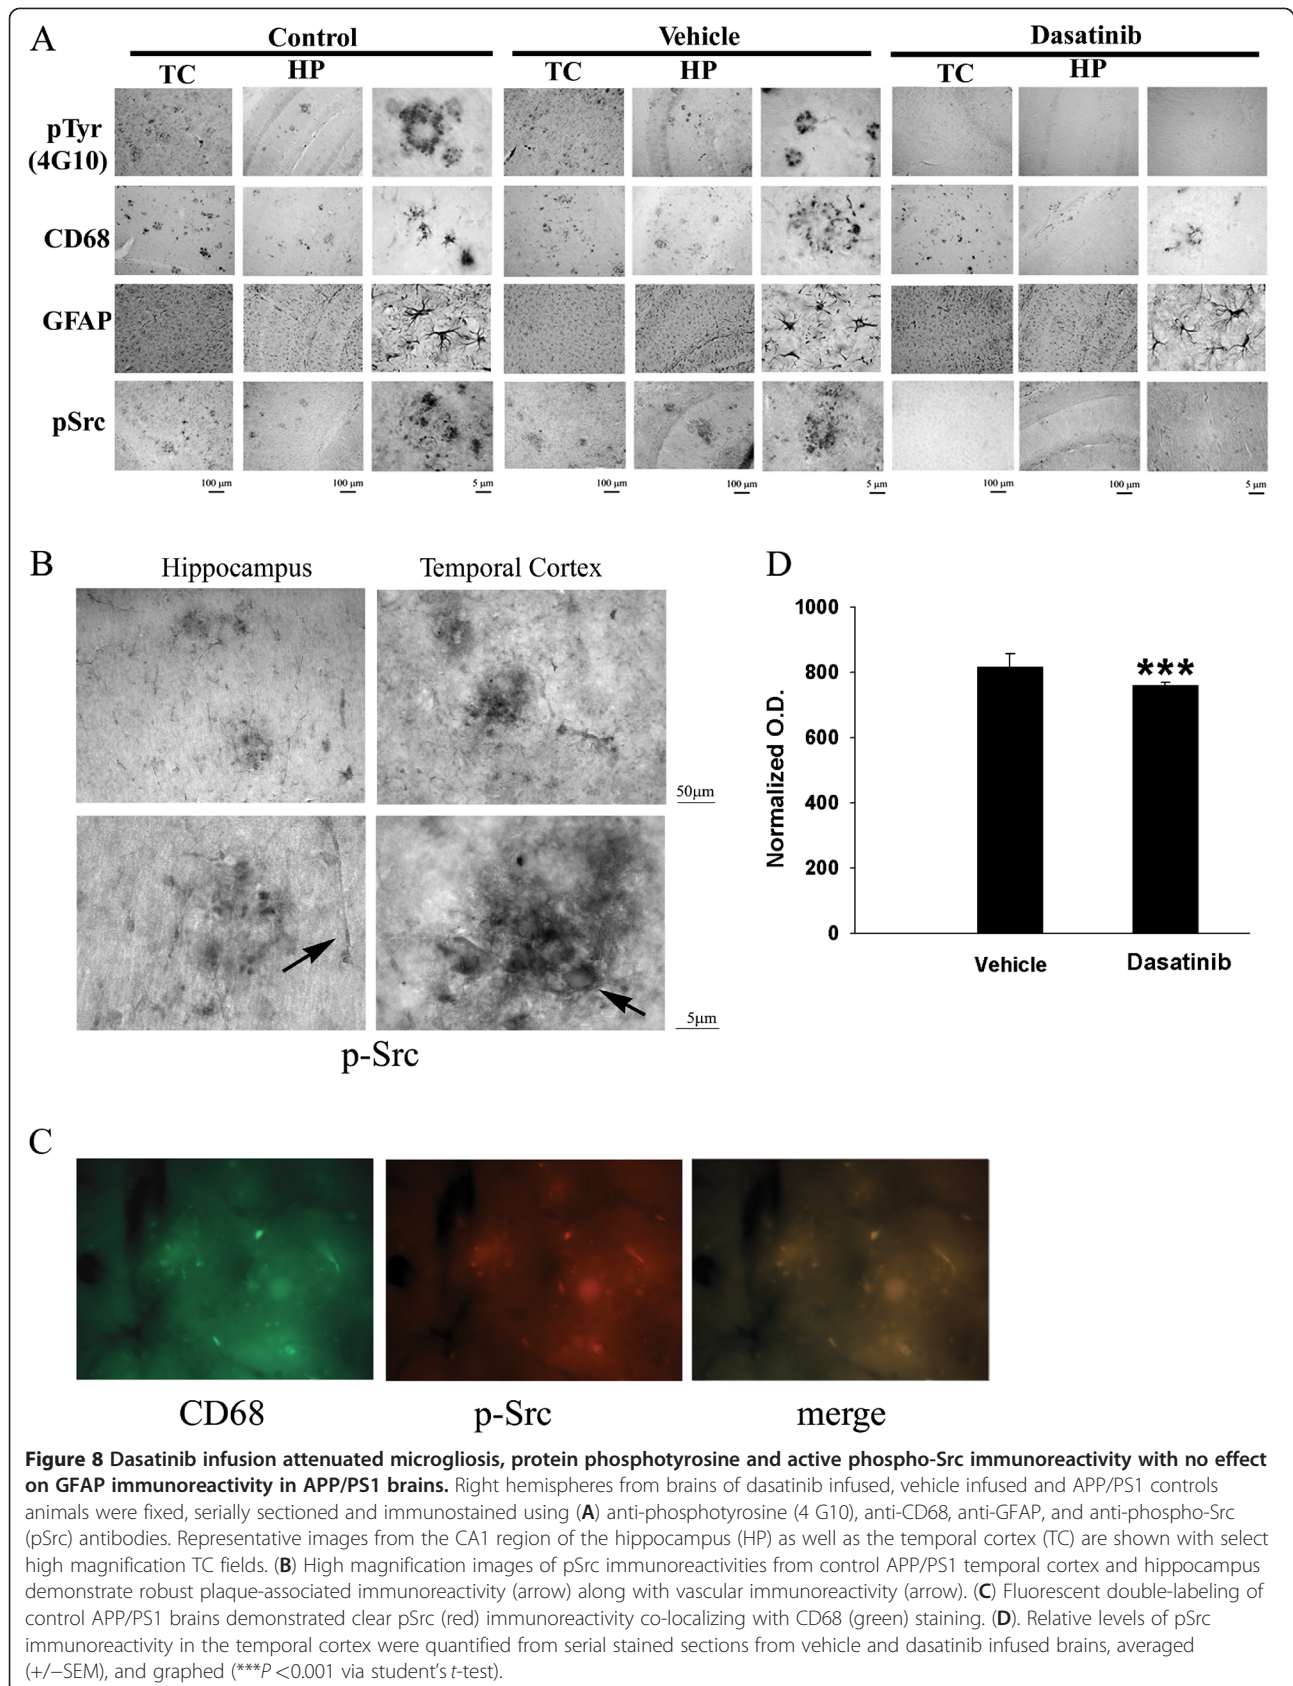 A
Control
Vehicle
Dasatinib
TC
HP
TC
HP
TC
HP
pTyr
(4G10)
CD68
GFAP
pSrc
100 μm
100 μm
5 μm
100 μm
100 μm
5 μm
100 μm
100 μm
5 μm
B
Hippocampus
Temporal Cortex
50μm
5μm
p-Src
D
1000
800
600
400
200
0
Normalized O.D.
***
Vehicle
Dasatinib
C
CD68
p-Src
merge
Figure 8 Dasatinib infusion attenuated microgliosis, protein phosphotyrosine and active phospho-Src immunoreactivity with no effect
on GFAP immunoreactivity in APP/PS1 brains. Right hemispheres from brains of dasatinib infused, vehicle infused and APP/PS1 controls
animals were fixed, serially sectioned and immunostained using (A) anti-phosphotyrosine (4 G10), anti-CD68, anti-GFAP, and anti-phospho-Src
(pSrc) antibodies. Representative images from the CA1 region of the hippocampus (HP) as well as the temporal cortex (TC) are shown with select
high magnification TC fields. (B) High magnification images of pSrc immunoreactivities from control APP/PS1 temporal cortex and hippocampus
demonstrate robust plaque-associated immunoreactivity (arrow) along with vascular immunoreactivity (arrow). (C) Fluorescent double-labeling of
control APP/PS1 brains demonstrated clear pSrc (red) immunoreactivity co-localizing with CD68 (green) staining. (D). Relative levels of pSrc
immunoreactivity in the temporal cortex were quantified from serial stained sections from vehicle and dasatinib infused brains, averaged
(+/−SEM), and graphed (***P <0.001 via student's t-test).